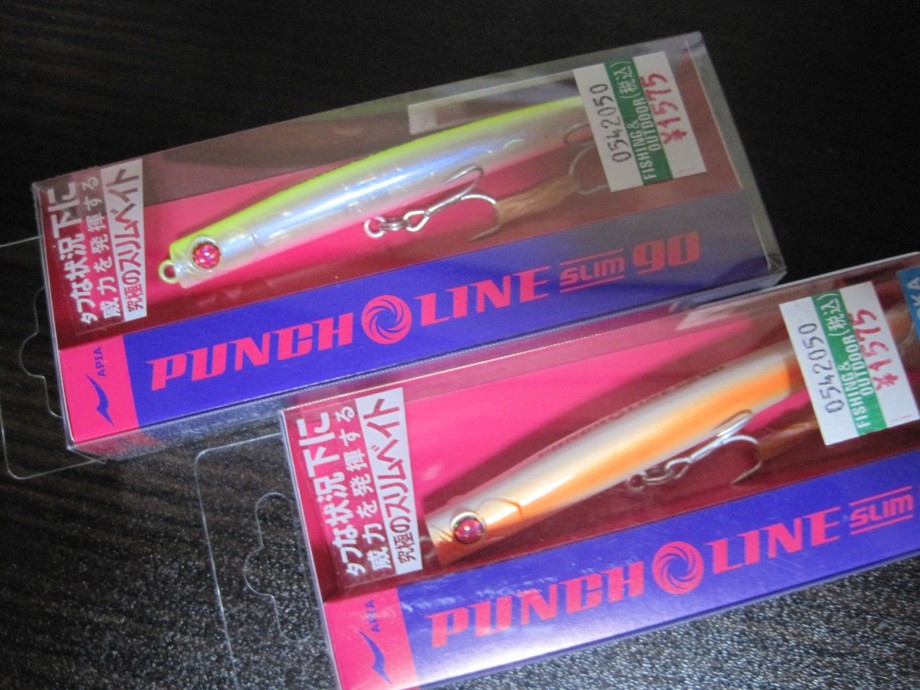 0542050
FISHING&
OUTDOOR(税込)
¥1575
タフな状況下に
威力を発揮する
究極のスリムベイト
APIA
PUNCH LINE SLIM 90
0542050
FISHING&
OUTDOOR(税込)
¥1575
タフな状況下に
威力を発揮する
究極のスリムベイト
APIA
PUNCH LINE SLIM